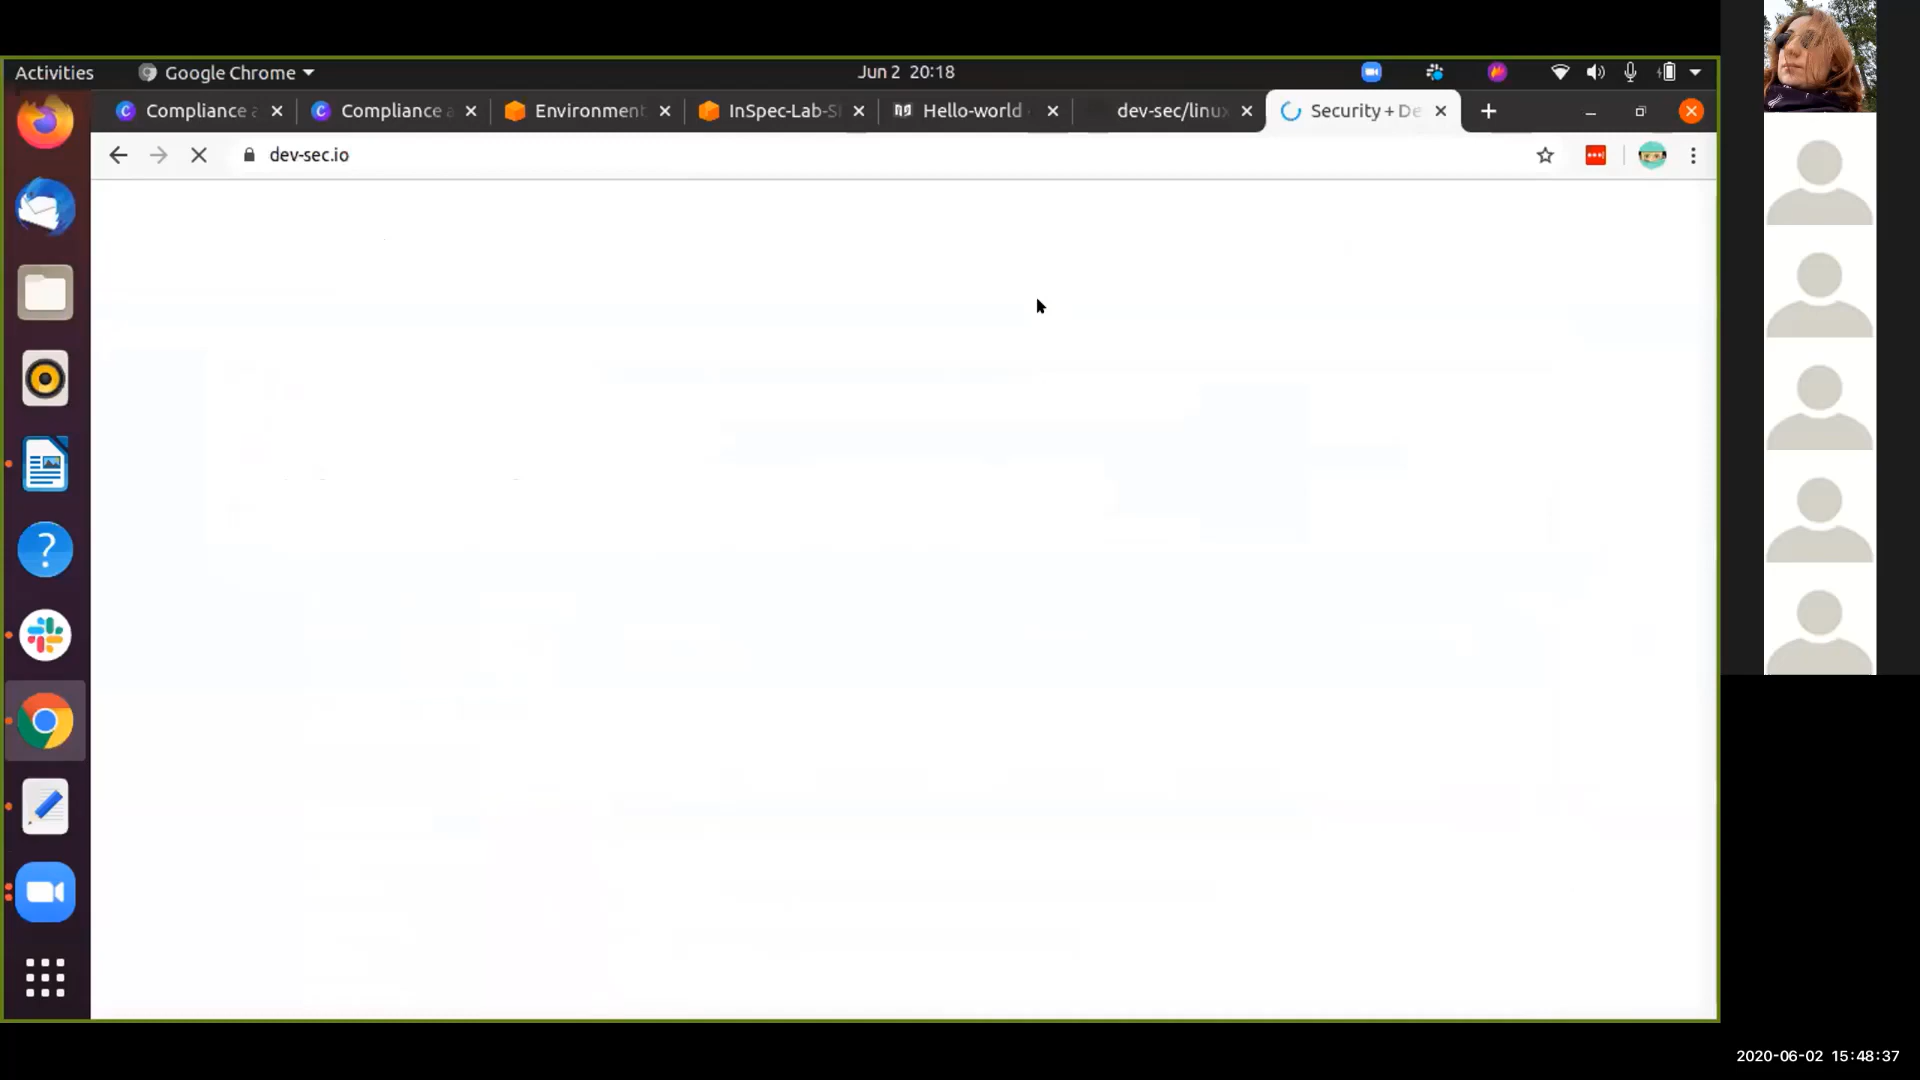 Activities Google Chrome Jun 2 20:18
Compliance a Compliance a Environment InSpec-Lab-S Hello-world dev-sec/linux Security + De
dev-sec.io
2020-06-02 15:48:37